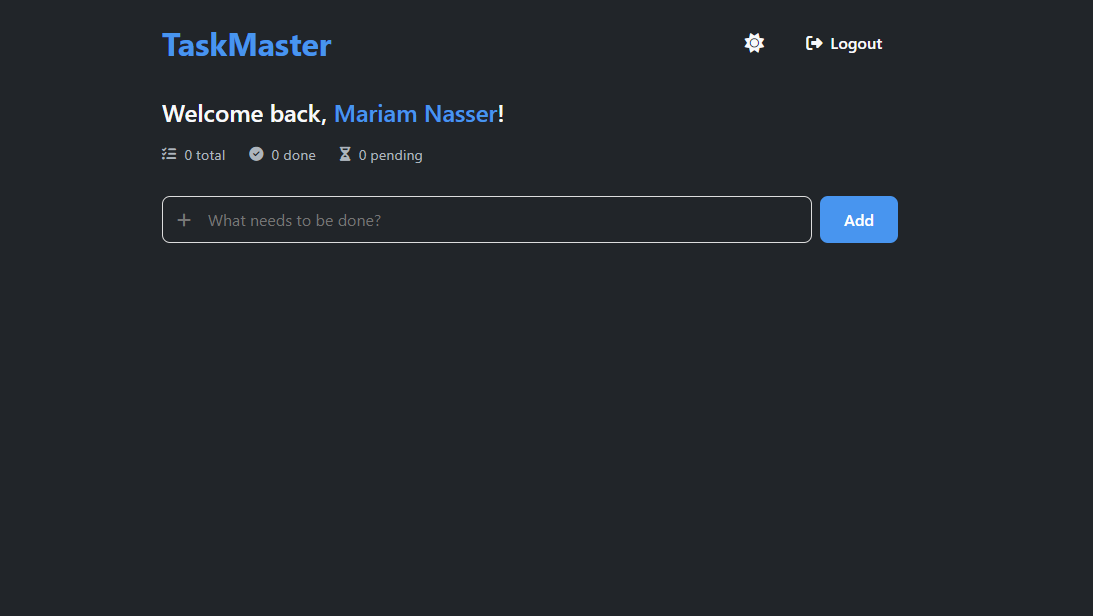 TaskMaster
Logout
Welcome back, Mariam Nasser!
0 total 0 done 0 pending
What needs to be done?
Add